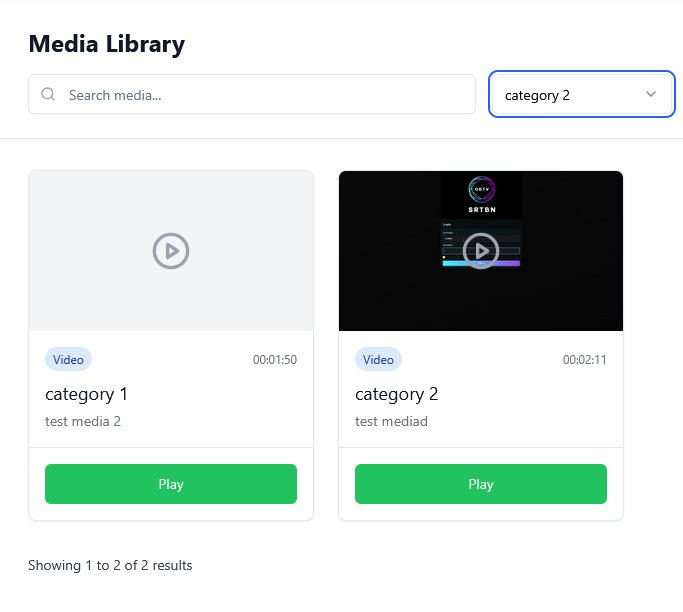 Media Library
Search media...
category 2
OBTV
SRTBN
Video
00:01:50
Video
00:02:11
category 1
category 2
test media 2
test mediad
Play
Play
Showing 1 to 2 of 2 results